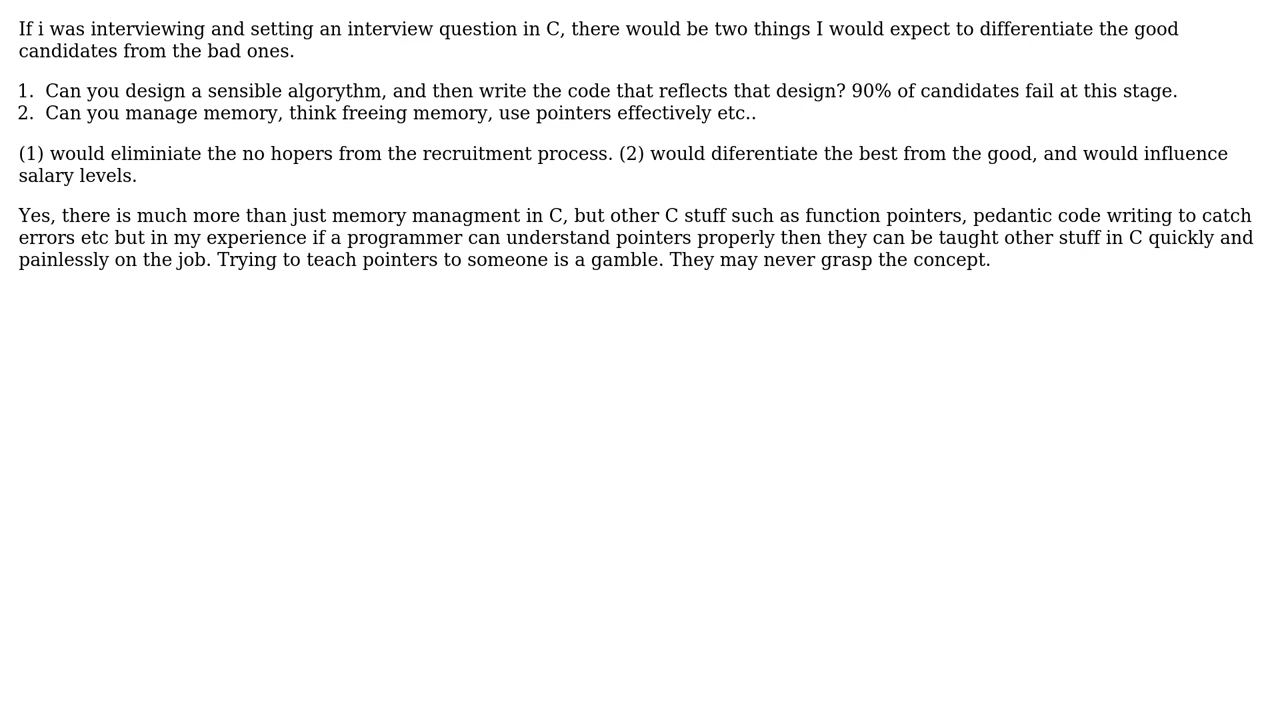 If i was interviewing and setting an interview question in C, there would be two things I would expect to differentiate the good
candidates from the bad ones.
1. Can you design a sensible algorythm, and then write the code that reflects that design? 90% of candidates fail at this stage.
2. Can you manage memory, think freeing memory, use pointers effectively etc..
(1) would eliminiate the no hopers from the recruitment process. (2) would diferentiate the best from the good, and would influence
salary levels.
Yes, there is much more than just memory managment in C, but other C stuff such as function pointers, pedantic code writing to catch
errors etc but in my experience if a programmer can understand pointers properly then they can be taught other stuff in C quickly and
painlessly on the job. Trying to teach pointers to someone is a gamble. They may never grasp the concept.